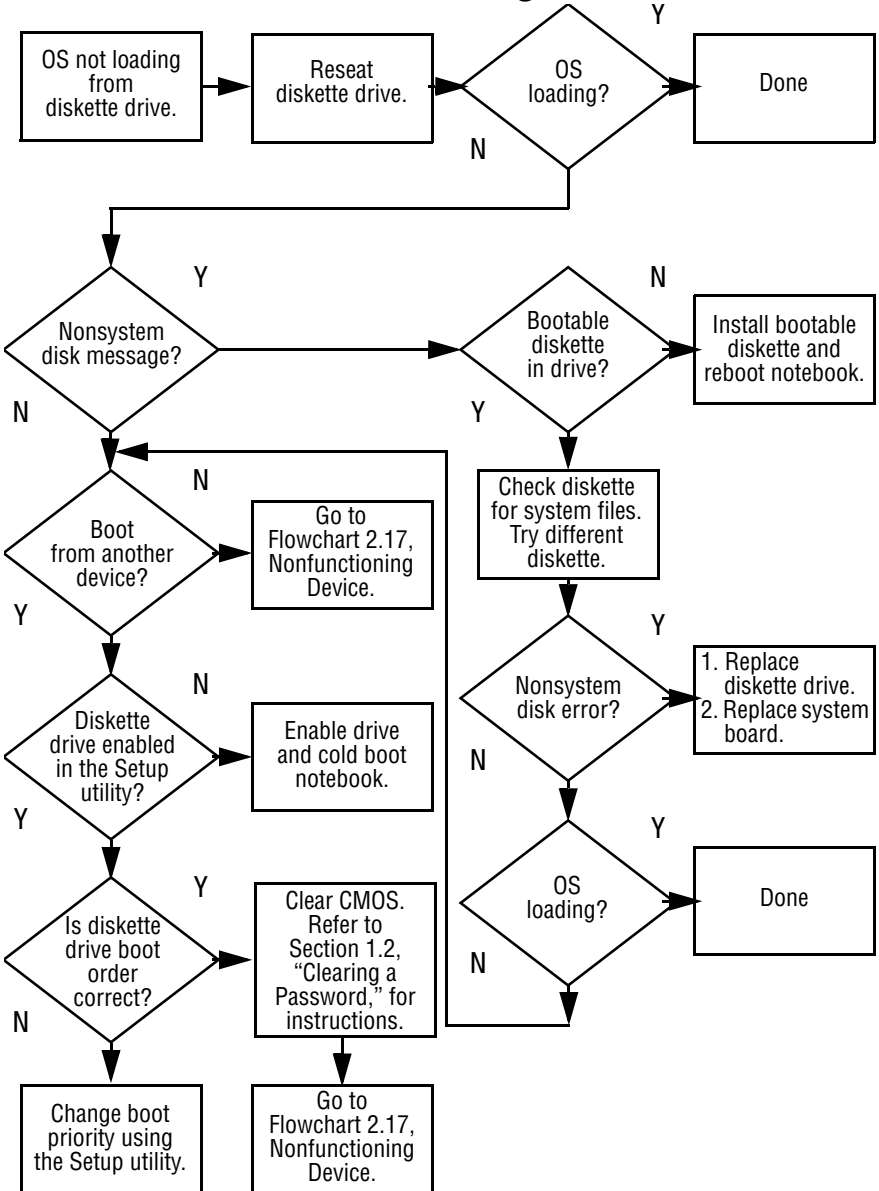 OS not loading
from
diskette drive.
Reseat
diskette drive.
OS
loading?
Y
Done
N
Nonsystem
disk message?
Y
N
Bootable
diskette
in drive?
N
Install bootable
diskette and
reboot notebook.
Y
Check diskette
for system files.
Try different
diskette.
Boot
from another
device?
N
Go to
Flowchart 2.17,
Nonfunctioning
Device.
Y
Nonsystem
disk error?
Y
1. Replace
diskette drive.
2. Replace system
board.
N
Diskette
drive enabled
in the Setup
utility?
N
Enable drive
and cold boot
notebook.
Y
OS
loading?
Y
Done
N
Is diskette
drive boot
order
correct?
Y
Clear CMOS.
Refer to
Section 1.2,
“Clearing a
Password,” for
instructions.
N
Change boot
priority using
the Setup utility.
Go to
Flowchart 2.17,
Nonfunctioning
Device.